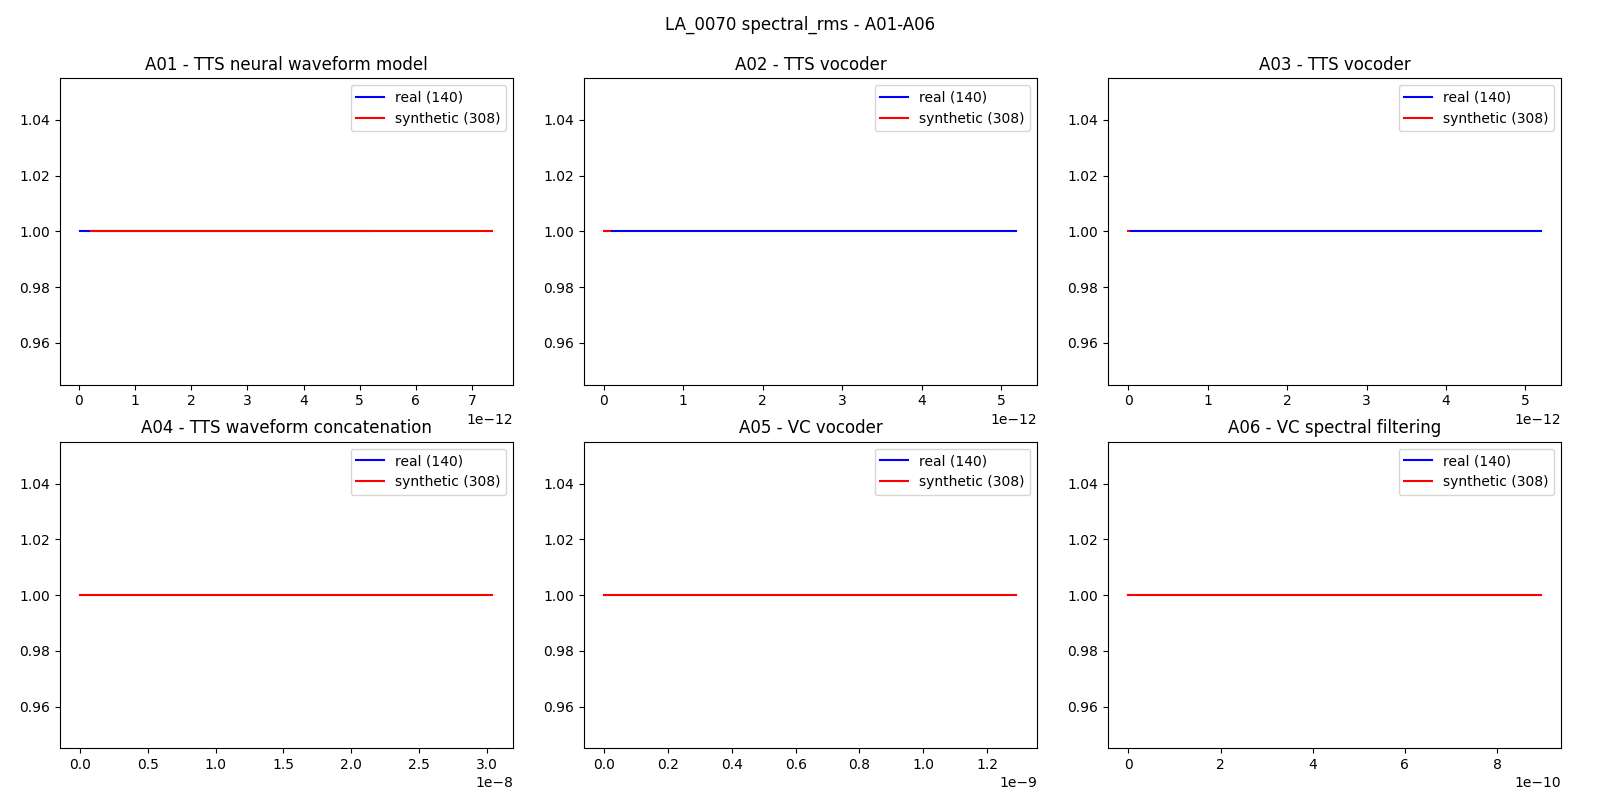 LA_0070 spectral_rms - A01-A06
A01 - TTS neural waveform model
real (140)
synthetic (308)
1.04
1.02
1.00
0.98
0.96
0 1 2 3 4 5 6 7
1e−12
A02 - TTS vocoder
real (140)
synthetic (308)
1.04
1.02
1.00
0.98
0.96
0 1 2 3 4 5
1e−12
A03 - TTS vocoder
real (140)
synthetic (308)
1.04
1.02
1.00
0.98
0.96
0 1 2 3 4 5
1e−12
A04 - TTS waveform concatenation
real (140)
synthetic (308)
1.04
1.02
1.00
0.98
0.96
0.0 0.5 1.0 1.5 2.0 2.5 3.0
1e−8
A05 - VC vocoder
real (140)
synthetic (308)
1.04
1.02
1.00
0.98
0.96
0.0 0.2 0.4 0.6 0.8 1.0 1.2
1e−9
A06 - VC spectral filtering
real (140)
synthetic (308)
1.04
1.02
1.00
0.98
0.96
0 2 4 6 8
1e−10